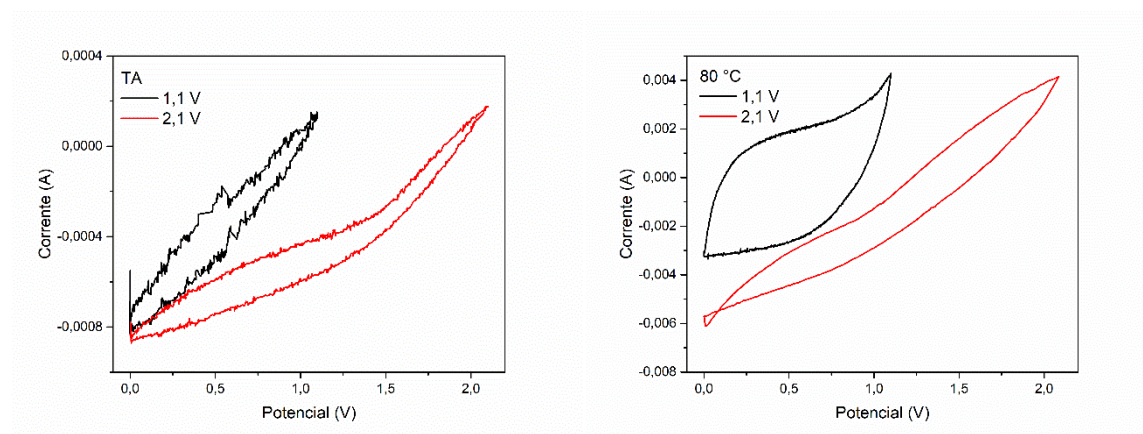 TA
1,1 V
2,1 V
0,0004
0,0000
-0,0004
-0,0008
Corrente (A)
0,0
0,5
1,0
1,5
2,0
Potencial (V)
80 °C
1,1 V
2,1 V
0,004
0,002
0,000
-0,002
-0,004
-0,006
-0,008
Corrente (A)
0,0
0,5
1,0
1,5
2,0
Potencial (V)